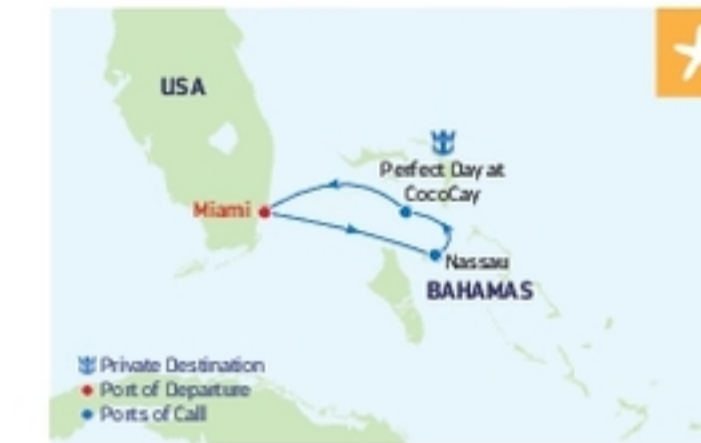 USA
Perfect Day at
CocoCay
Miami
Nassau
BAHAMAS
Private Destination
Port of Departure
Ports of Call